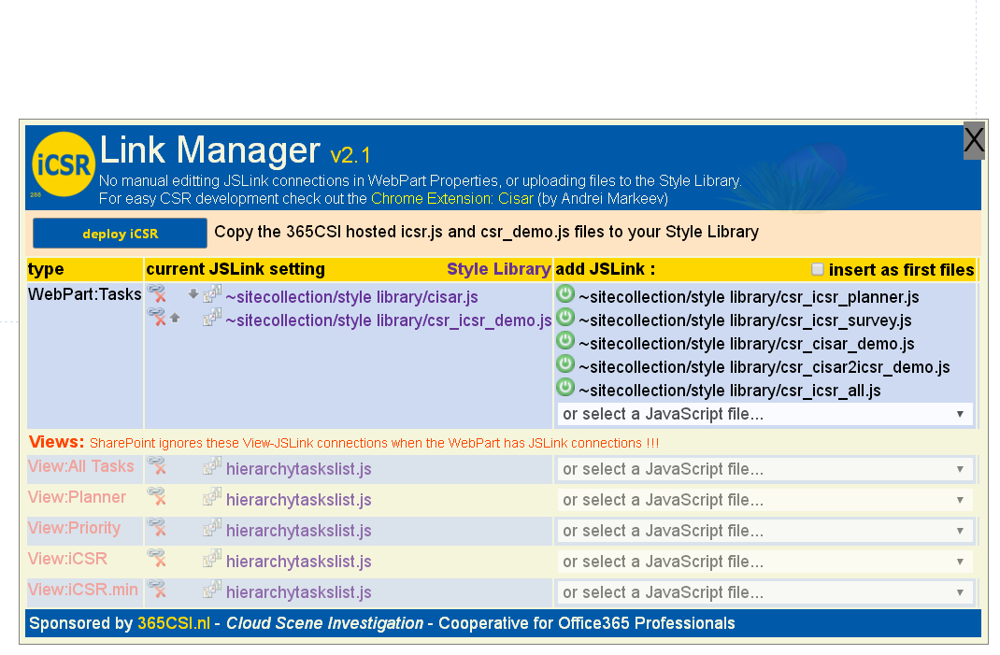 X
iCSR Link Manager v2.1
No manual editting JSLink connections in WebPart Properties, or uploading files to the Style Library.
For easy CSR development check out the Chrome Extension: Cisar (by Andrei Markeev)
deploy iCSR Copy the 365CSI hosted icsr.js and csr_demo.js files to your Style Library
type current JSLink setting Style Library add JSLink : insert as first files
WebPart:Tasks ~sitecollection/style library/cisar.js ~sitecollection/style library/csr_icsr_planner.js
~sitecollection/style library/csr_icsr_demo.js ~sitecollection/style library/csr_icsr_survey.js
~sitecollection/style library/csr_cisar_demo.js
~sitecollection/style library/csr_cisar2icsr_demo.js
~sitecollection/style library/csr_icsr_all.js
or select a JavaScript file...
Views: SharePoint ignores these View-JSLink connections when the WebPart has JSLink connections !!!
View:All Tasks hierarchytaskslist.js or select a JavaScript file...
View:Planner hierarchytaskslist.js or select a JavaScript file...
View:Priority hierarchytaskslist.js or select a JavaScript file...
View:iCSR hierarchytaskslist.js or select a JavaScript file...
View:iCSR.min hierarchytaskslist.js or select a JavaScript file...
Sponsored by 365CSI.nl - Cloud Scene Investigation - Cooperative for Office365 Professionals